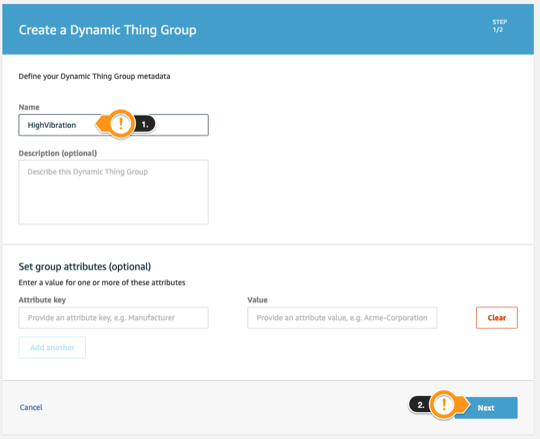 Create a Dynamic Thing Group
STEP
1/2
Define your Dynamic Thing Group metadata
Name
HighVibration ! 1.
Description (optional)
Describe this Dynamic Thing Group
Set group attributes (optional)
Enter a value for one or more of these attributes
Attribute key Value
Provide an attribute key, e.g. Manufacturer Provide an attribute value, e.g. Acme-Corporation Clear
Add another
Cancel 2. ! Next